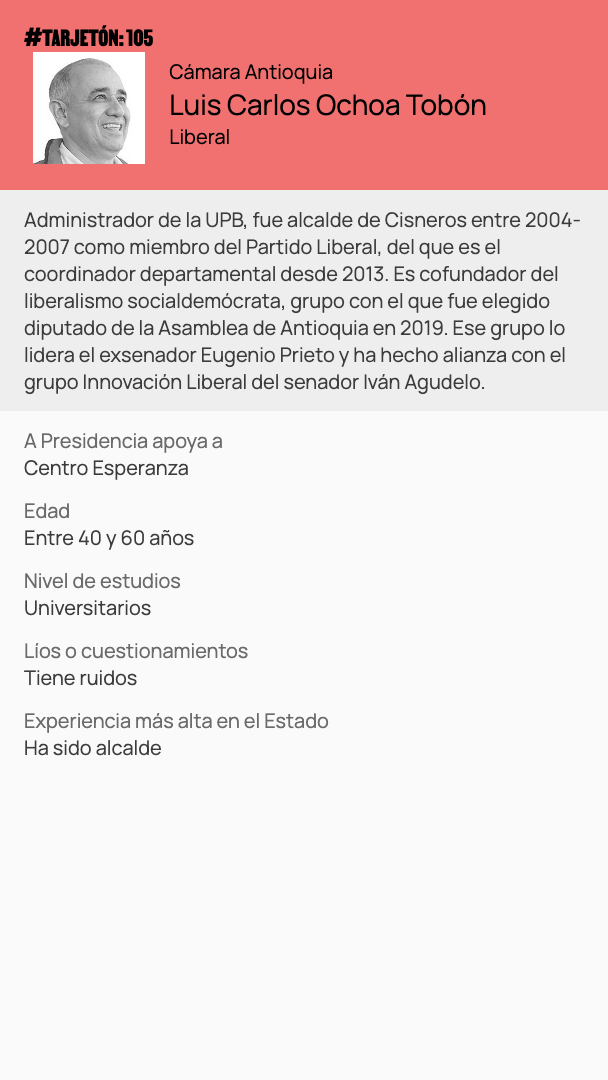 #TARJETÓN: 105
Cámara Antioquia
Luis Carlos Ochoa Tobón
Liberal
Administrador de la UPB, fue alcalde de Cisneros entre 2004-
2007 como miembro del Partido Liberal, del que es el
coordinador departamental desde 2013. Es cofundador del
liberalismo socialdemócrata, grupo con el que fue elegido
diputado de la Asamblea de Antioquia en 2019. Ese grupo lo
lidera el exsenador Eugenio Prieto y ha hecho alianza con el
grupo Innovación Liberal del senador Iván Agudelo.
A Presidencia apoya a
Centro Esperanza
Edad
Entre 40 y 60 años
Nivel de estudios
Universitarios
Líos o cuestionamientos
Tiene ruidos
Experiencia más alta en el Estado
Ha sido alcalde